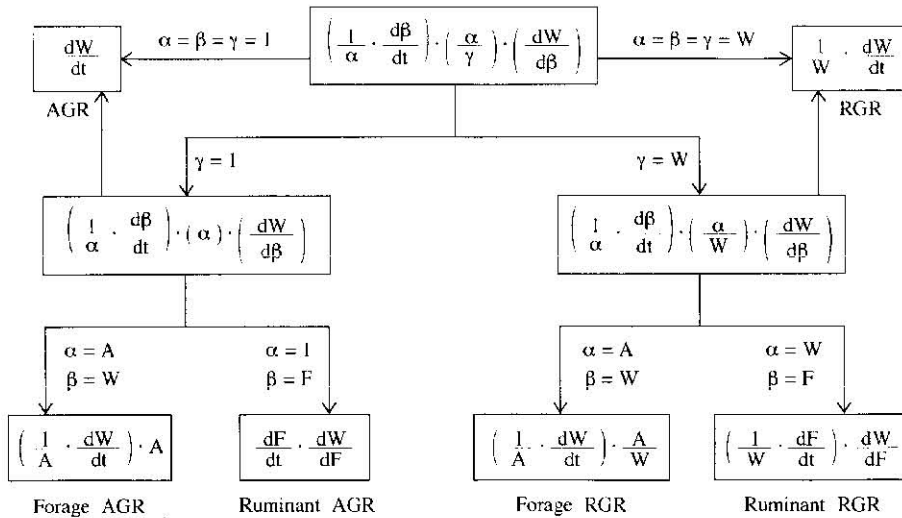 dW/dt
AGR
α = β = γ = 1
(1/α · dβ/dt) · (α/γ) · (dW/dβ)
α = β = γ = W
1/W · dW/dt
RGR
γ = 1
γ = W
(1/α · dβ/dt) · (α) · (dW/dβ)
(1/α · dβ/dt) · (α/W) · (dW/dβ)
α = A
β = W
α = 1
β = F
α = A
β = W
α = W
β = F
(1/A · dW/dt) · A
dF/dt · dW/dF
(1/A · dW/dt) · A/W
(1/W · dF/dt) · dW/dF
Forage AGR
Ruminant AGR
Forage RGR
Ruminant RGR